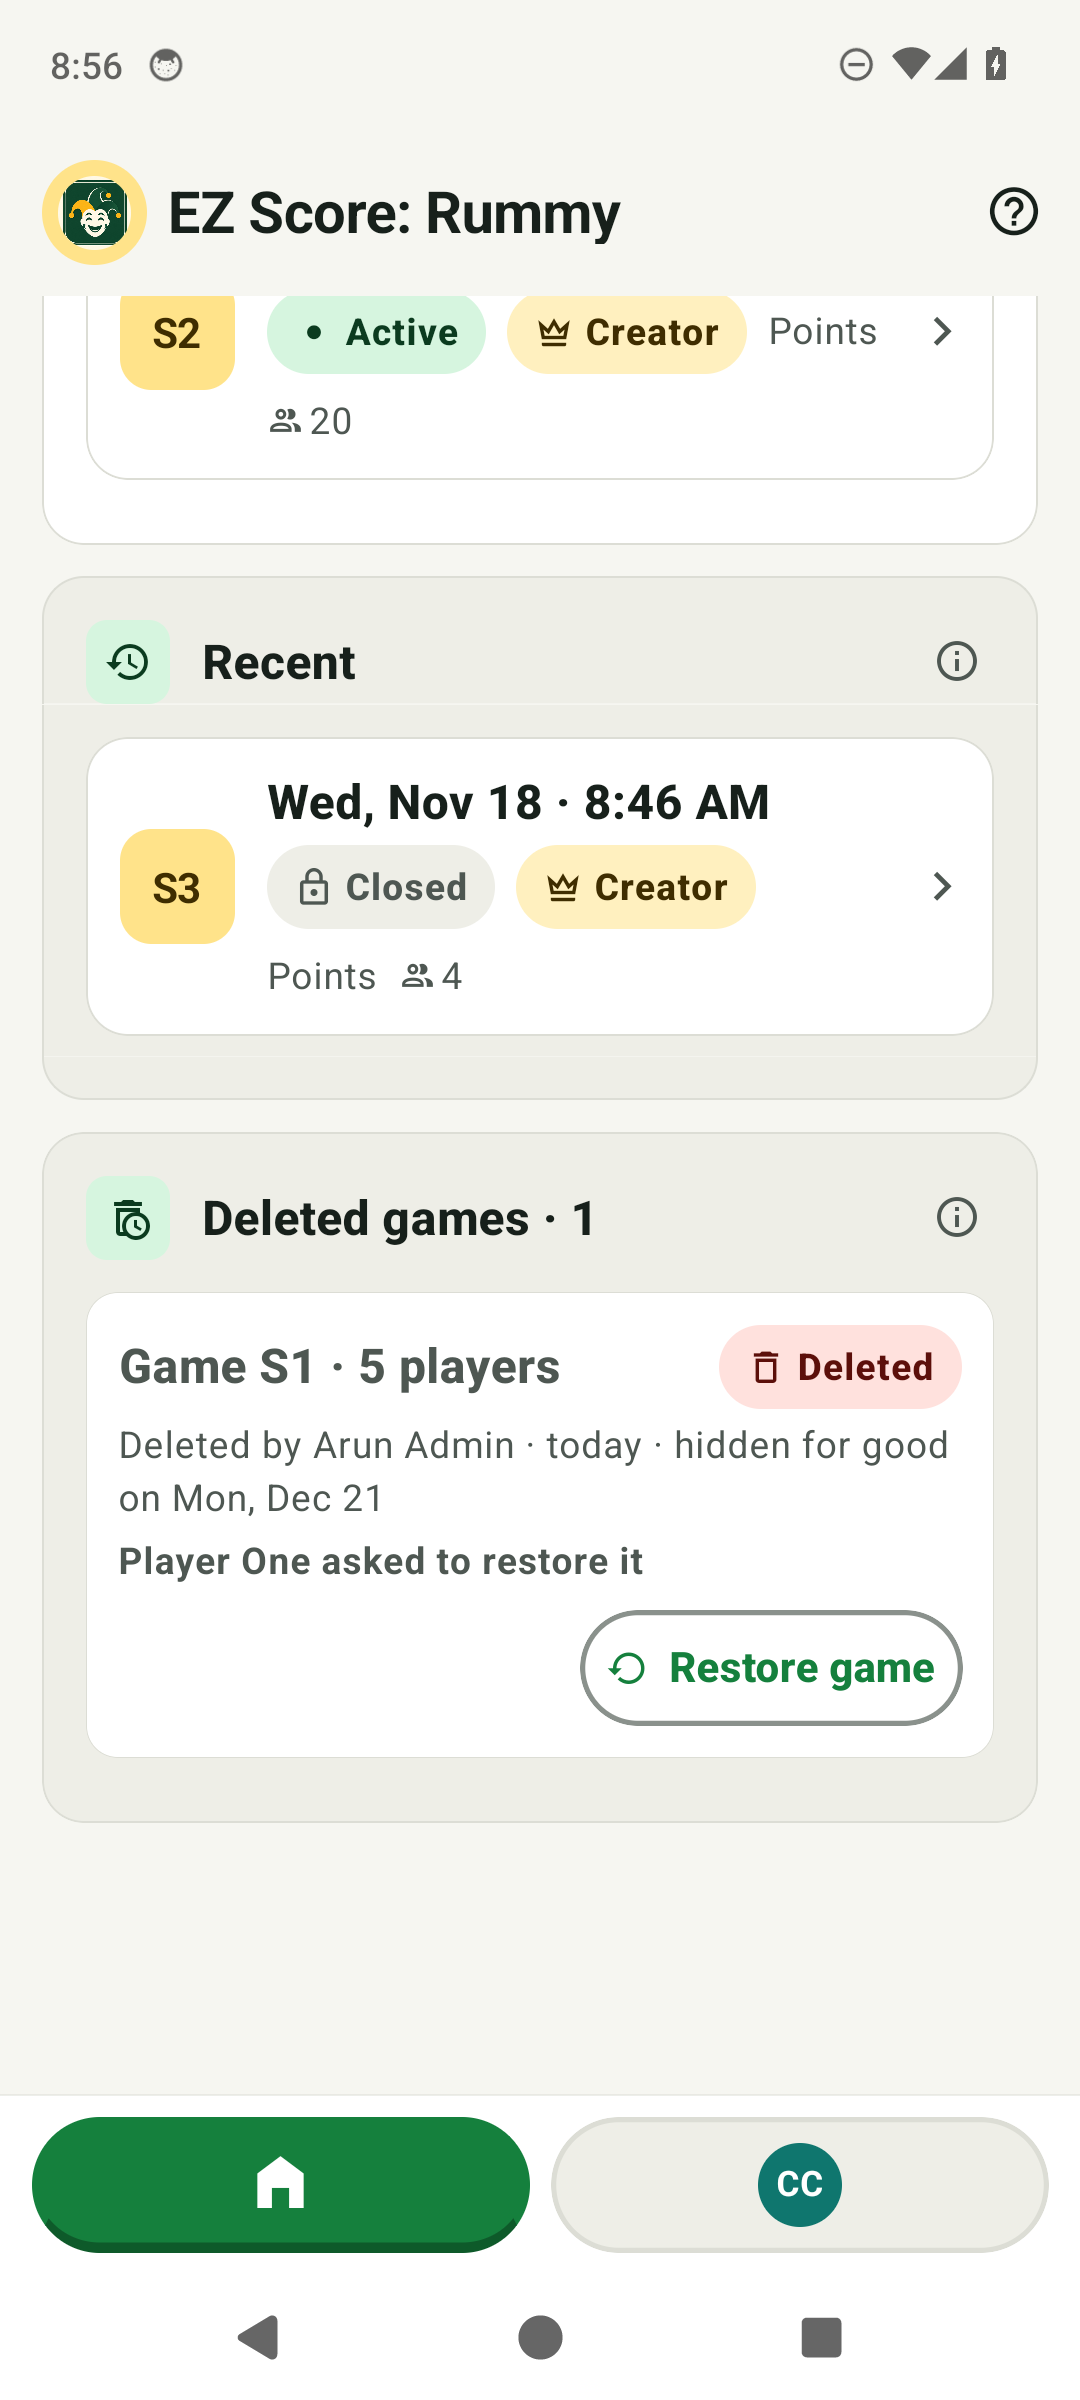 8:56
EZ Score: Rummy
S2
Active
Creator
Points
20
Recent
Wed, Nov 18 · 8:46 AM
S3
Closed
Creator
Points
4
Deleted games · 1
Game S1 · 5 players
Deleted
Deleted by Arun Admin · today · hidden for good
on Mon, Dec 21
Player One asked to restore it
Restore game
CC